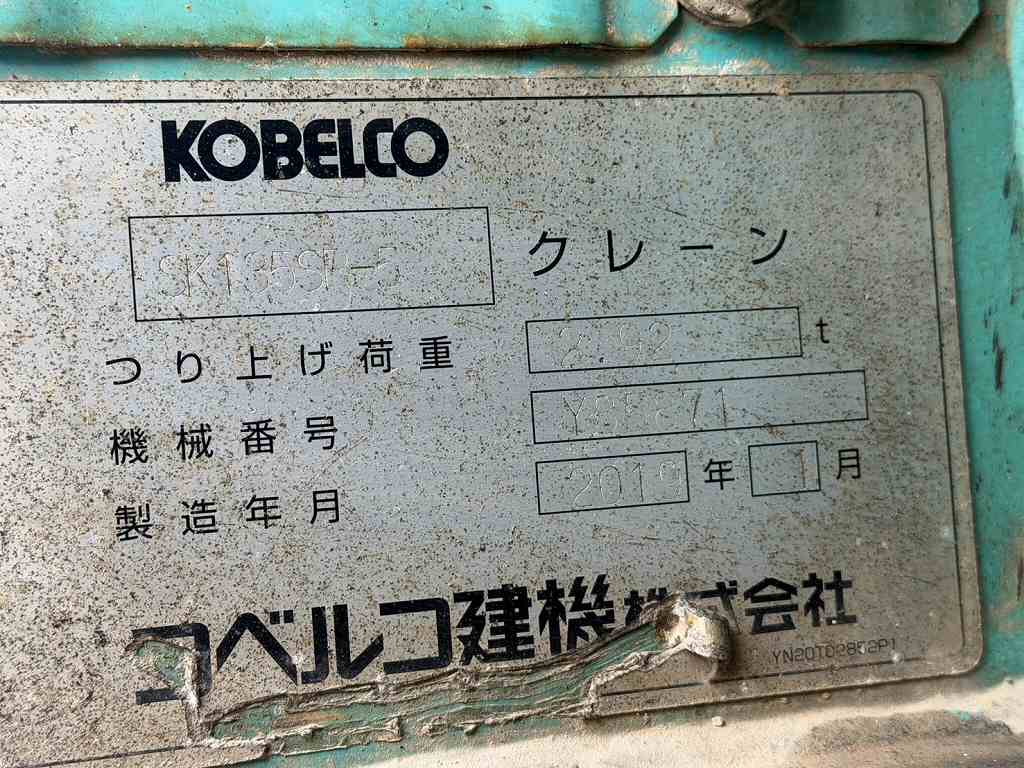 KOBELCO
SK135SR-5 クレーン
つり上げ荷重 2.92 t
機械番号
製造年月 2019 年 1 月
コベルコ建機株式会社
YN20T02852P1